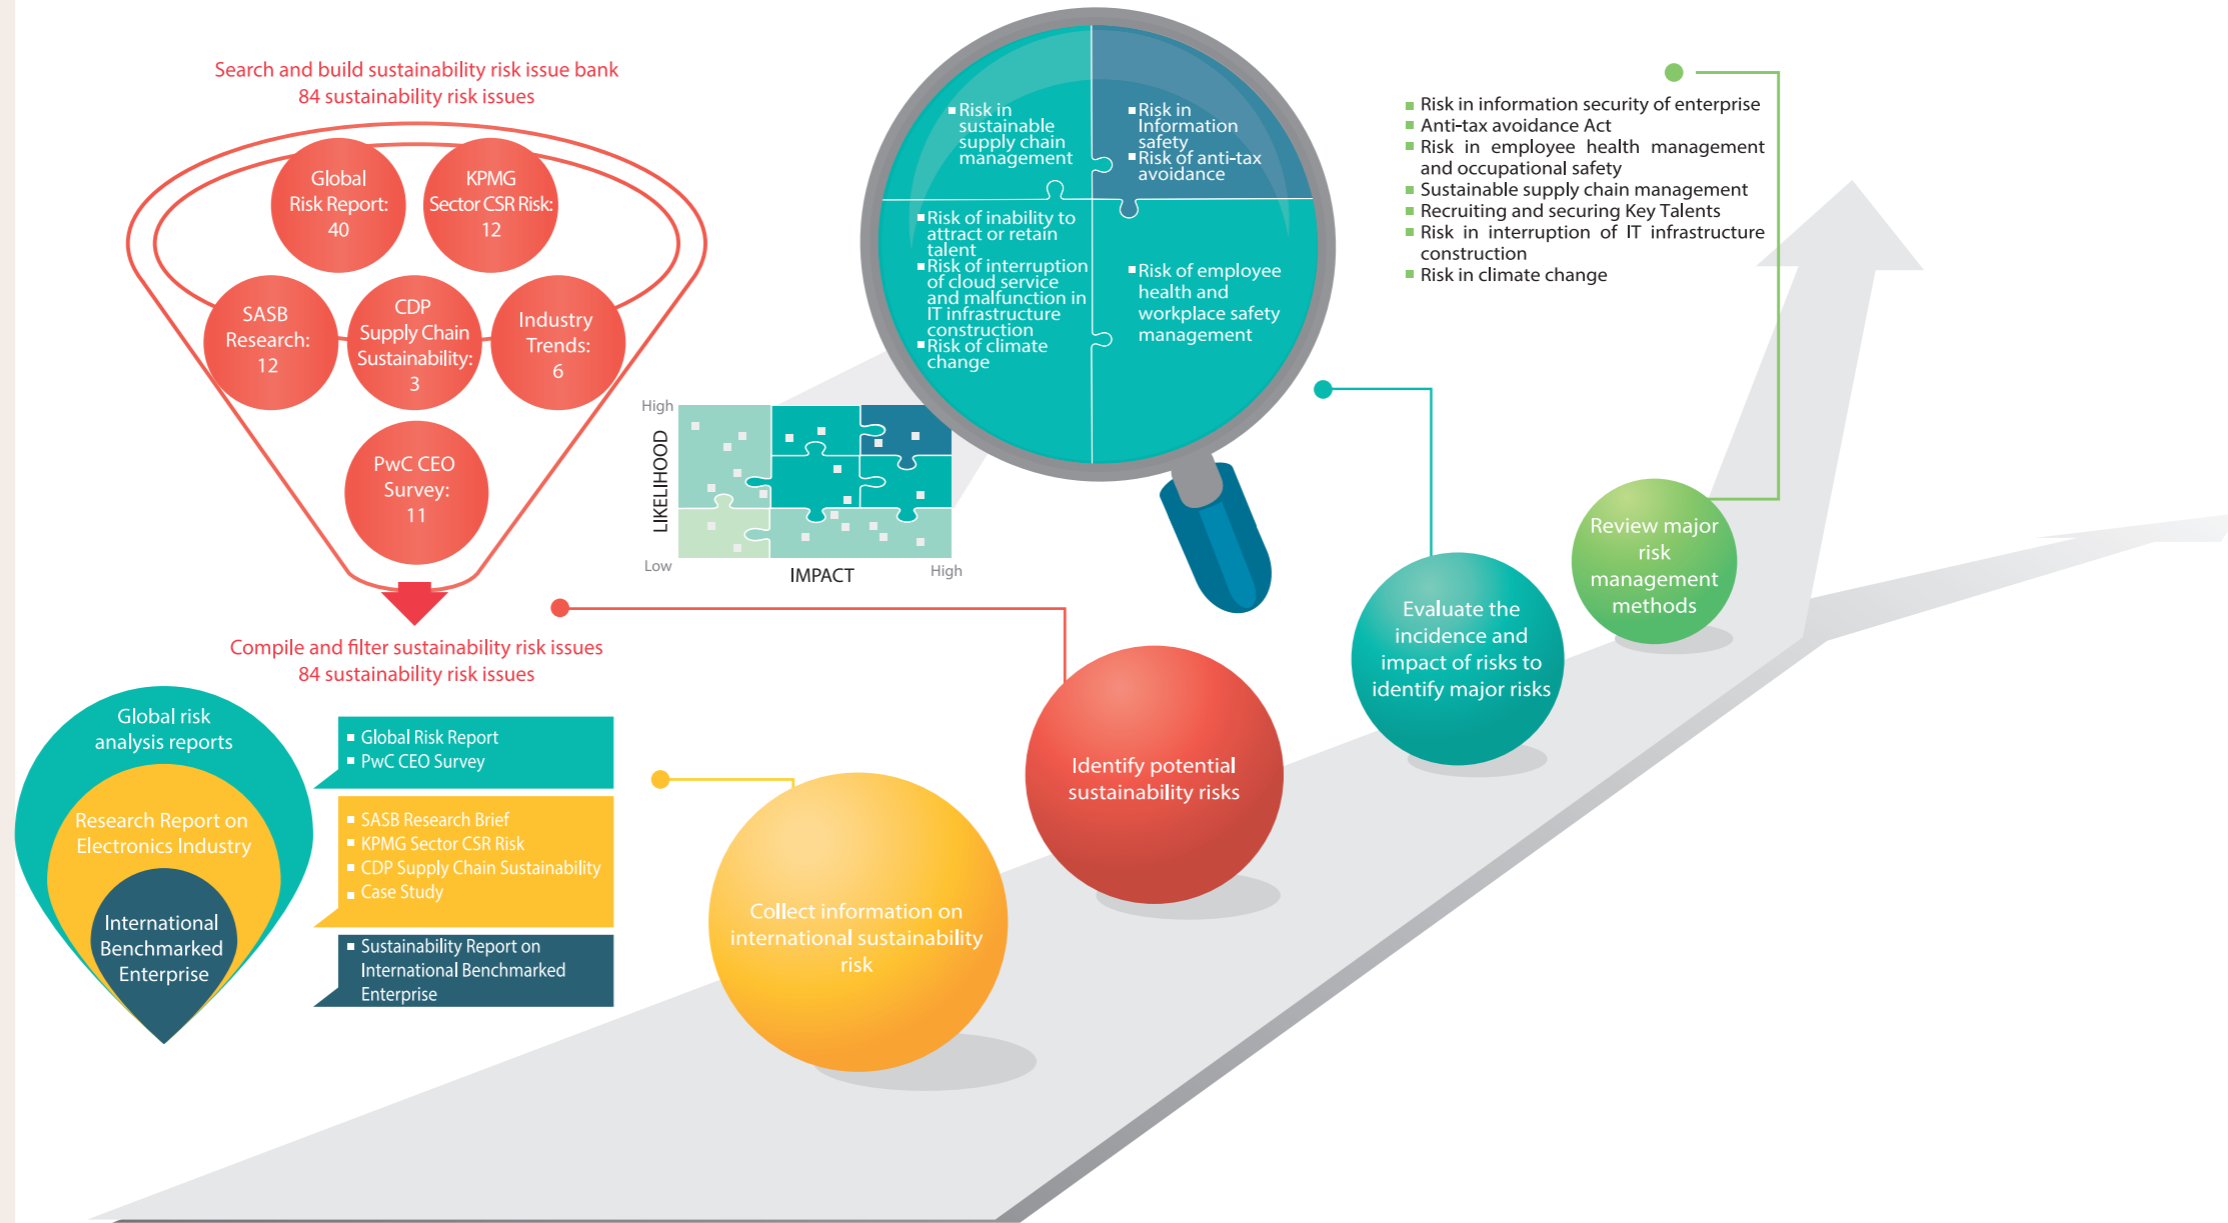 Search and build sustainability risk issue bank
84 sustainability risk issues
Global
Risk Report:
40
KPMG
Sector CSR Risk:
12
SASB
Research:
12
CDP
Supply Chain
Sustainability:
3
Industry
Trends:
6
PwC CEO
Survey:
11
Compile and filter sustainability risk issues
84 sustainability risk issues
Global risk
analysis reports
Research Report on
Electronics Industry
International
Benchmarked
Enterprise
Global Risk Report
PwC CEO Survey
SASB Research Brief
KPMG Sector CSR Risk
CDP Supply Chain Sustainability
Case Study
Sustainability Report on
International Benchmarked
Enterprise
High
LIKELIHOOD
Low
IMPACT
High
Risk in
sustainable
supply chain
management
Risk in
Information
safety
Risk of anti-tax
avoidance
Risk of inability to
attract or retain
talent
Risk of interruption
of cloud service
and malfunction in
IT infrastructure
construction
Risk of climate
change
Risk of employee
health and
workplace safety
management
Risk in information security of enterprise
Anti-tax avoidance Act
Risk in employee health management
and occupational safety
Sustainable supply chain management
Recruiting and securing Key Talents
Risk in interruption of IT infrastructure
construction
Risk in climate change
Collect information on
international sustainability
risk
Identify potential
sustainability risks
Evaluate the
incidence and
impact of risks to
identify major risks
Review major
risk
management
methods